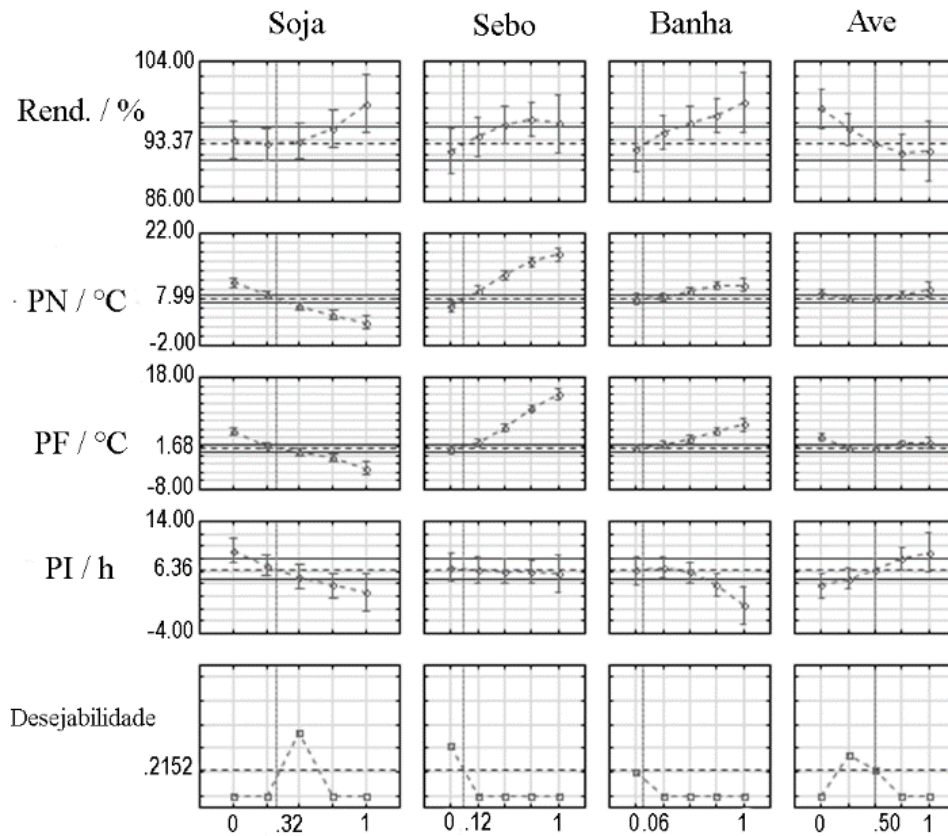 Soja Sebo Banha Ave
104.00
Rend. / %
93.37
86.00
22.00
PN / °C
7.99
-2.00
18.00
PF / °C
1.68
-8.00
14.00
PI / h
6.36
-4.00
Desejabilidade
.2152
0 .32 1 0 .12 1 0.06 1 0 .50 1